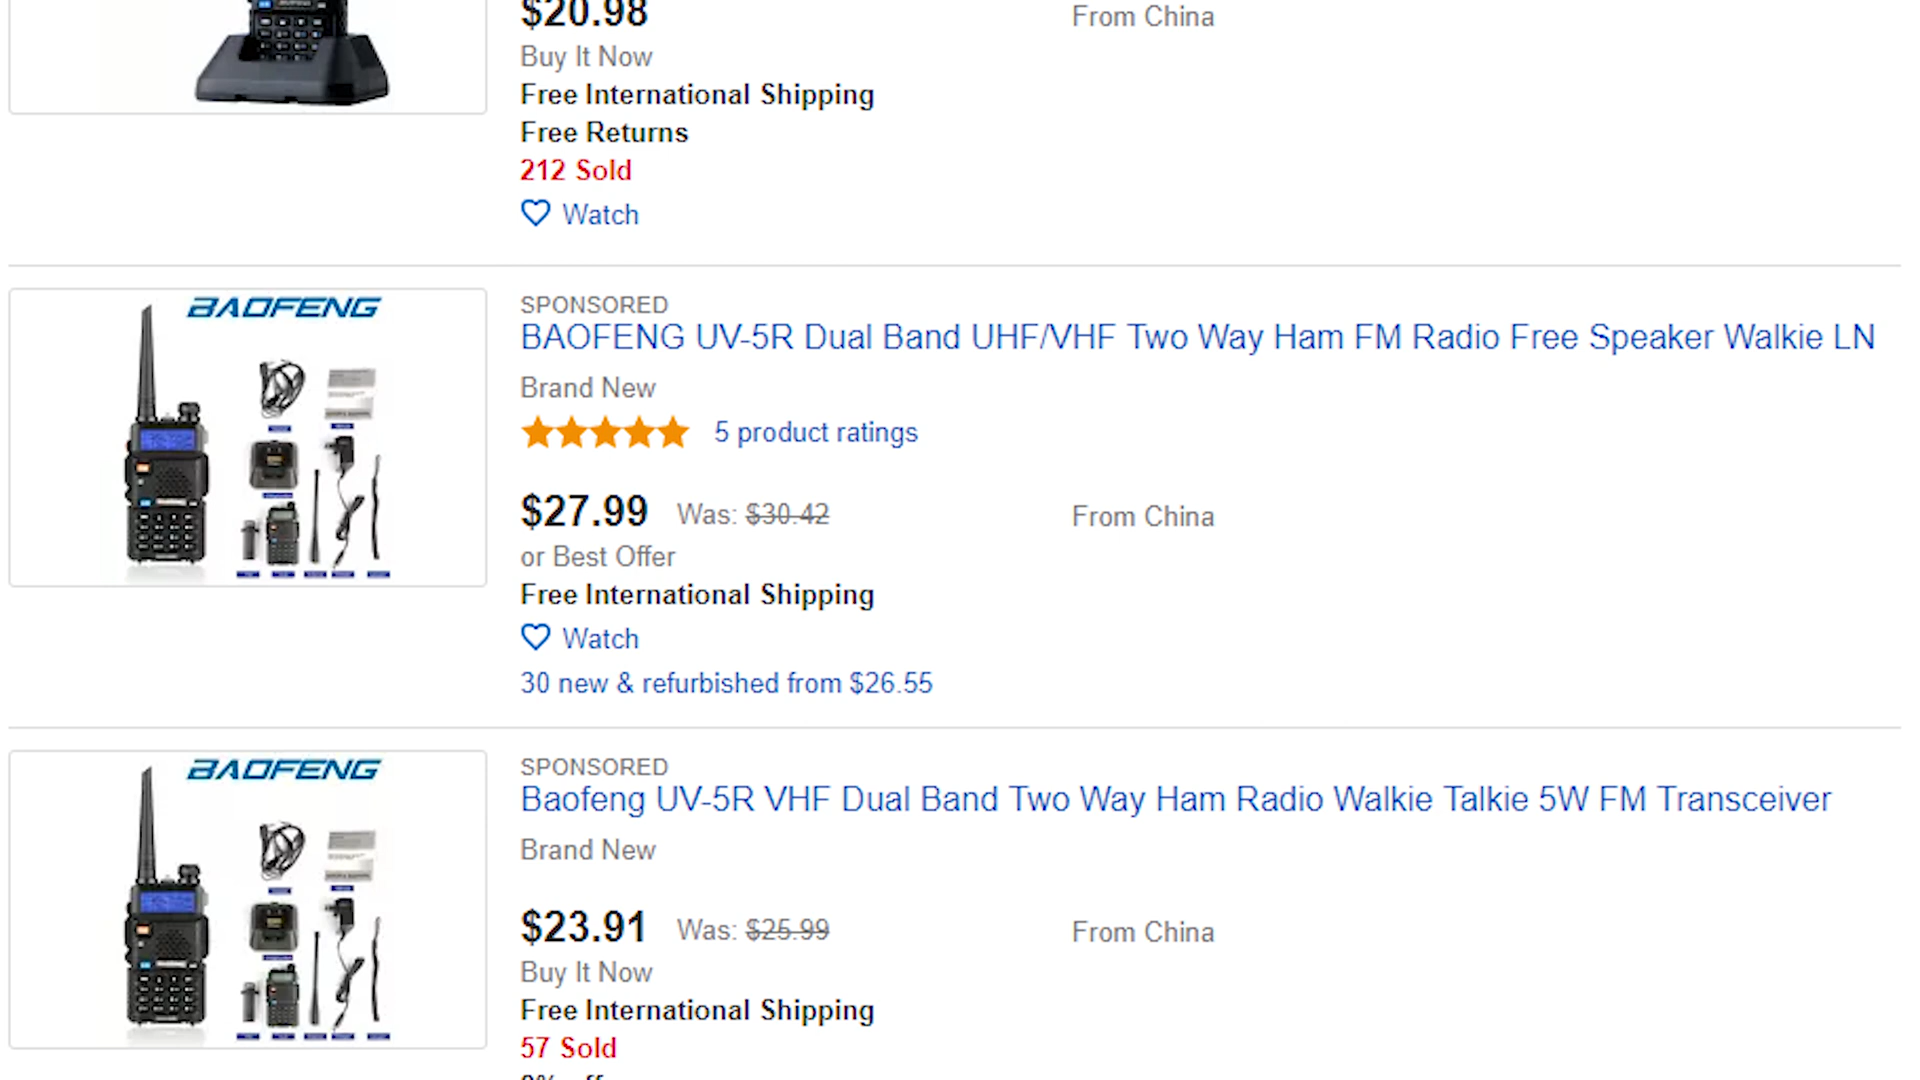 $20.98
From China
Buy It Now
Free International Shipping
Free Returns
212 Sold
Watch
BAOFENG
SPONSORED
BAOFENG UV-5R Dual Band UHF/VHF Two Way Ham FM Radio Free Speaker Walkie LN
Brand New
5 product ratings
$27.99 Was: $30.42
From China
or Best Offer
Free International Shipping
Watch
30 new & refurbished from $26.55
BAOFENG
SPONSORED
Baofeng UV-5R VHF Dual Band Two Way Ham Radio Walkie Talkie 5W FM Transceiver
Brand New
$23.91 Was: $25.99
From China
Buy It Now
Free International Shipping
57 Sold